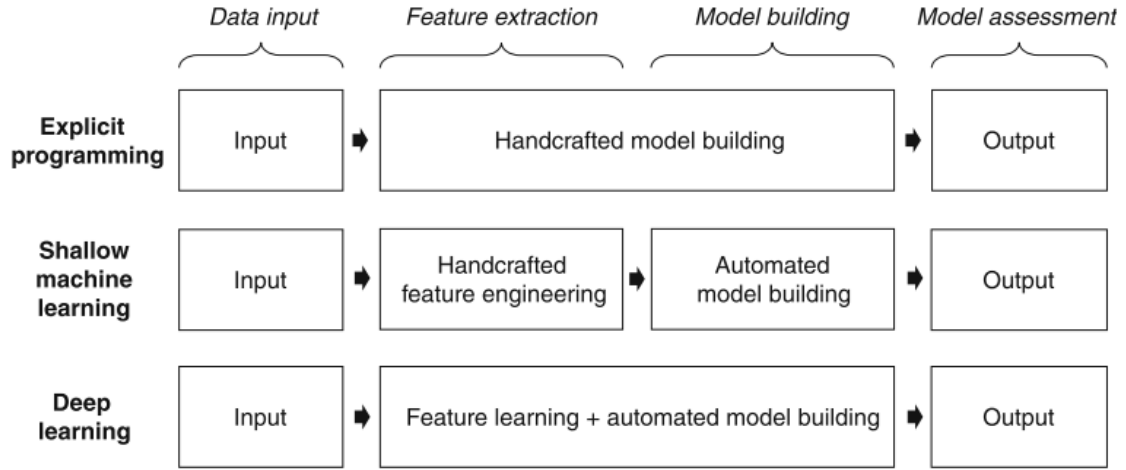 Data input Feature extraction Model building Model assessment
Explicit
programming
Input
Handcrafted model building
Output
Shallow
machine
learning
Input
Handcrafted
feature engineering
Automated
model building
Output
Deep
learning
Input
Feature learning + automated model building
Output